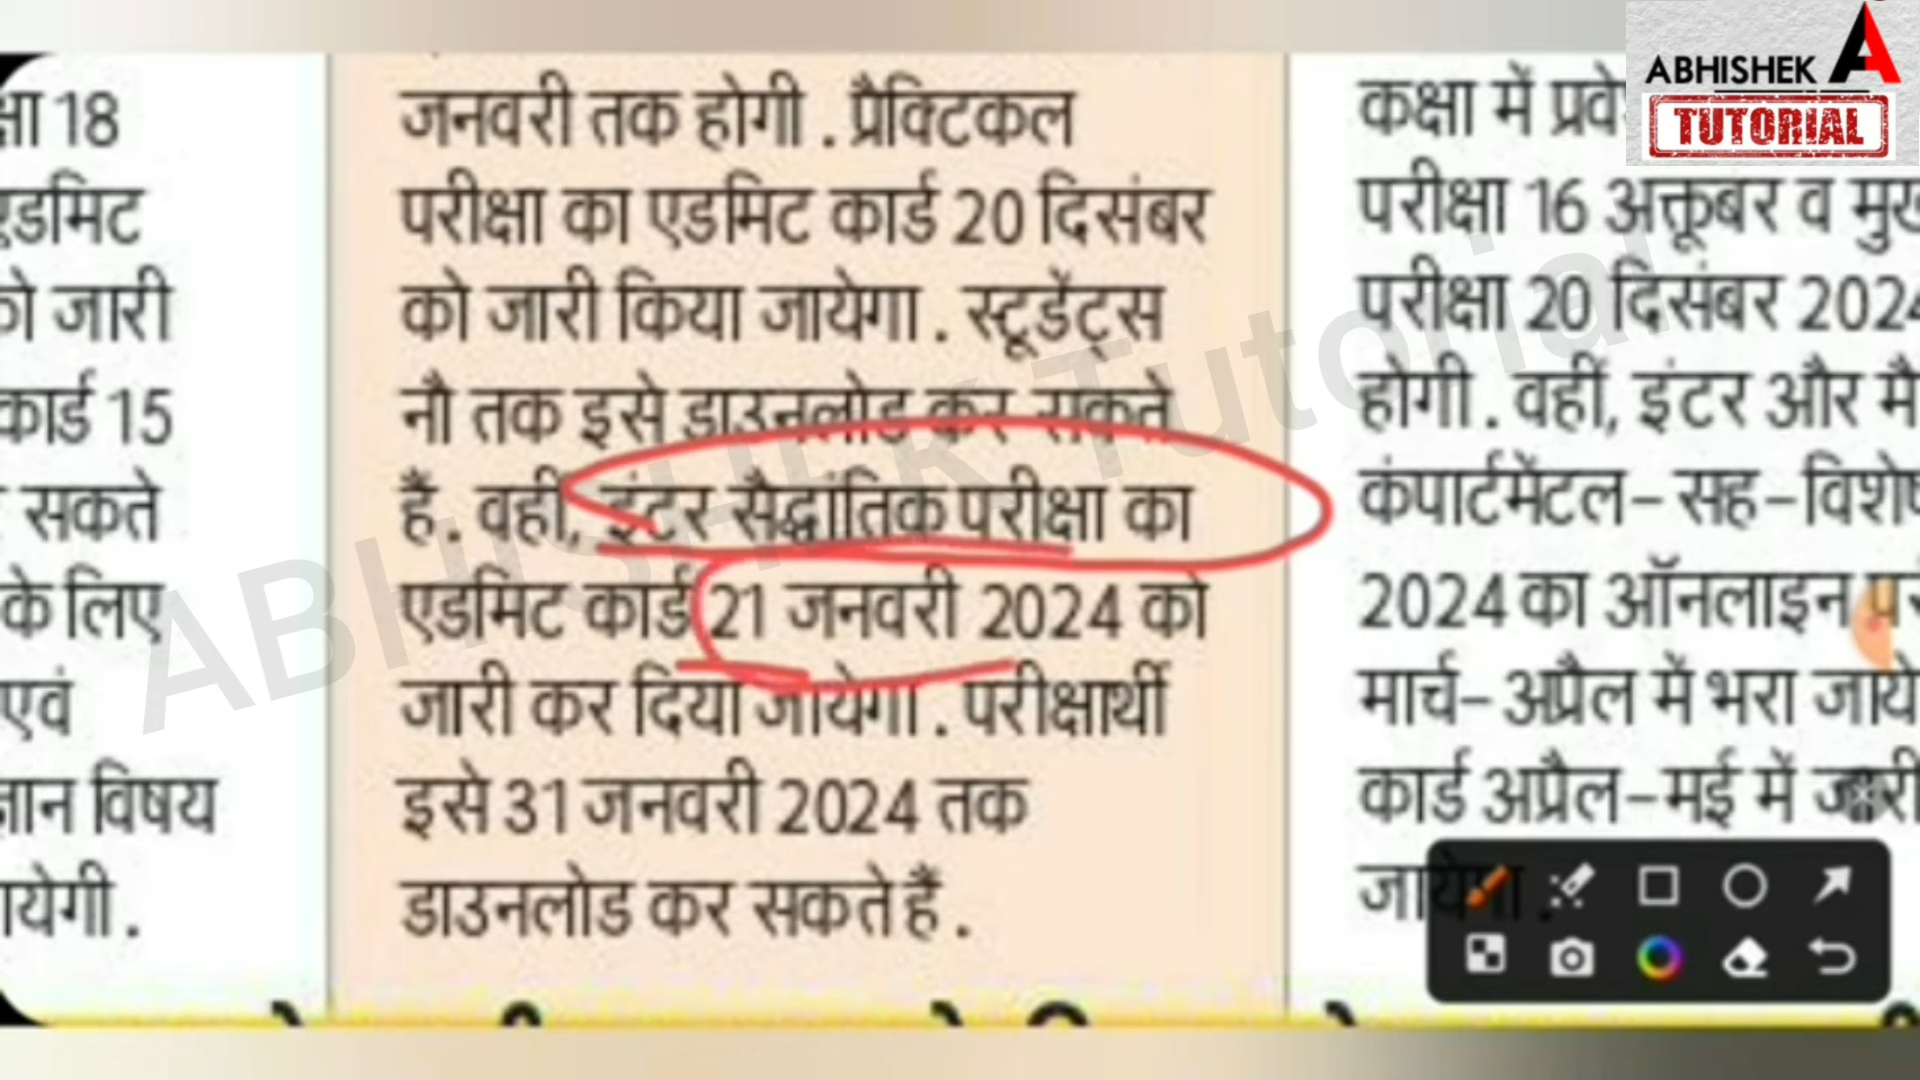 क्षा 18
एडमिट
को जारी
कार्ड 15
सकते
के लिए
एवं
ज्ञान विषय
जायेगी .
जनवरी तक होगी . प्रैक्टिकल
परीक्षा का एडमिट कार्ड 20 दिसंबर
को जारी किया जायेगा . स्टूडेंट्स
नौ तक इसे डाउनलोड कर सकते
हैं . वहीं, इंटर सैद्धांतिक परीक्षा का
एडमिट कार्ड 21 जनवरी 2024 को
जारी कर दिया जायेगा . परीक्षार्थी
इसे 31 जनवरी 2024 तक
डाउनलोड कर सकते हैं .
कक्षा में
परीक्षा 16 अक्तूबर व
परीक्षा 20 दिसंबर 2024
होगी . वहीं, इंटर और
कंपार्टमेंटल-सह-विशेष
2024 का ऑनलाइन
मार्च-अप्रैल में भरा
कार्ड अप्रैल-मई में जारी
जायेगा .
ABHISHEK
TUTORIAL
ABHISHEK Tutorial